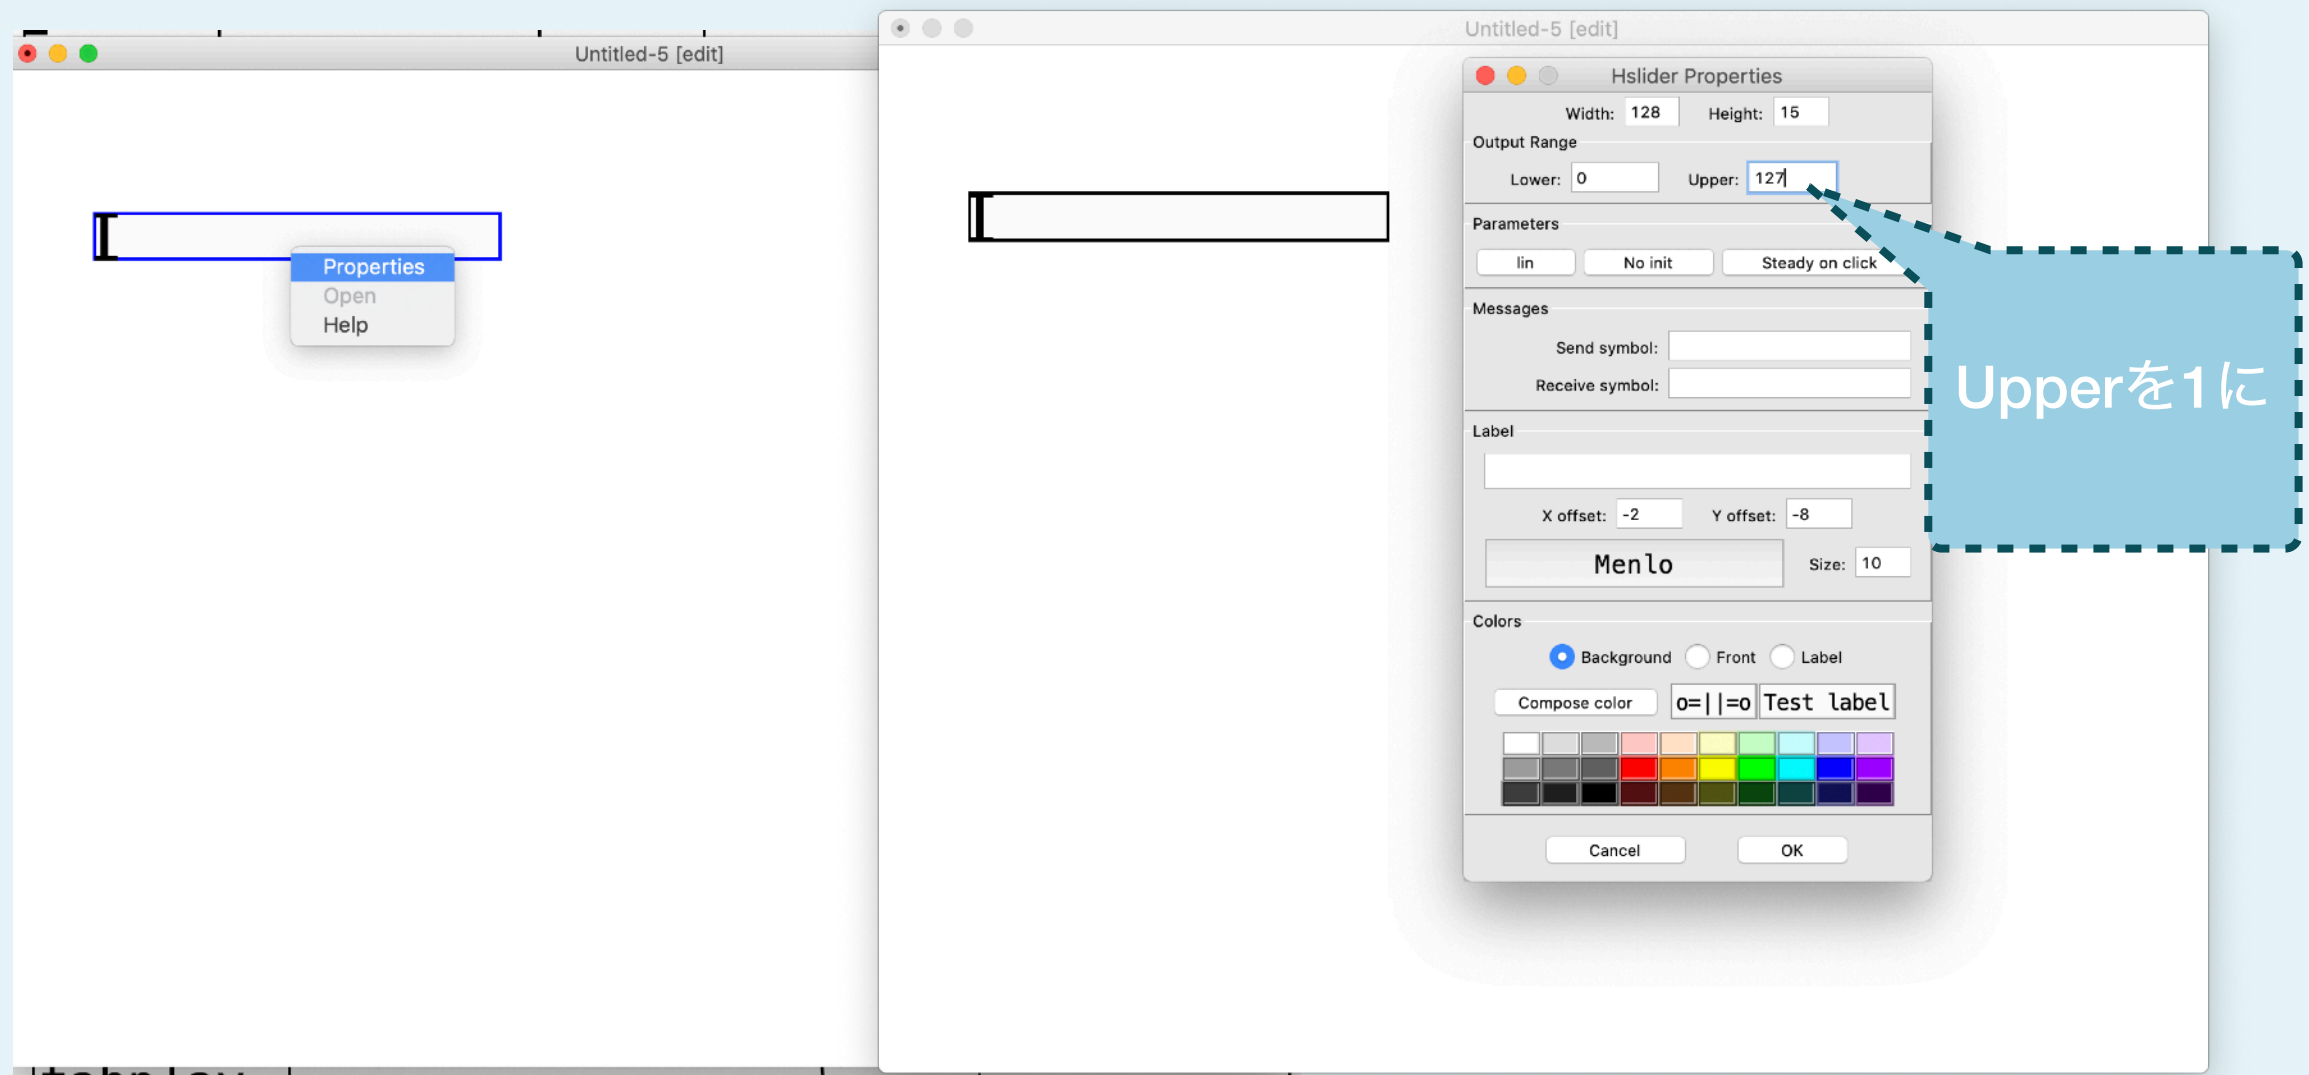 Untitled-5 [edit]
Properties
Open
Help
Untitled-5 [edit]
Hslider Properties
Width: 128 Height: 15
Output Range
Lower: 0 Upper: 127
Parameters
lin No init Steady on click
Messages
Send symbol:
Receive symbol:
Label
X offset: -2 Y offset: -8
Menlo Size: 10
Colors
Background Front Label
Compose color o=||=o Test label
Cancel OK
Upperを1に